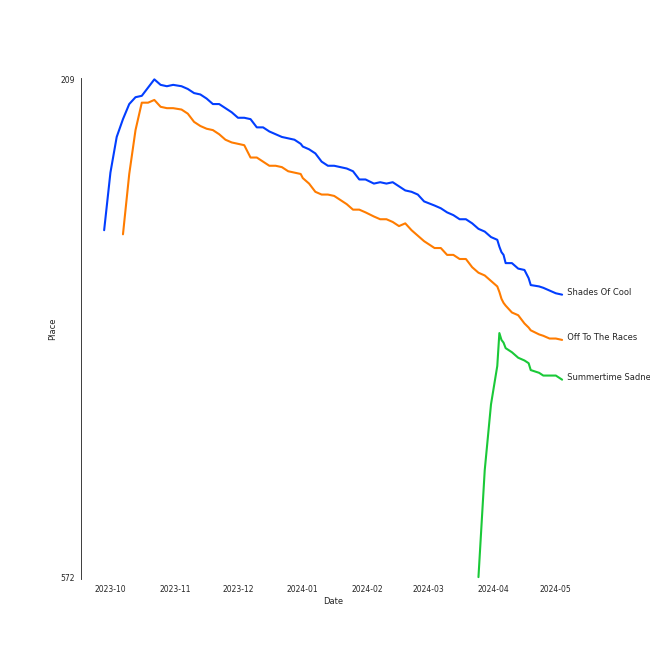 209
Shades Of Cool
Off To The Races
Summertime Sadne
Place
572
2023-10 2023-11 2023-12 2024-01 2024-02 2024-03 2024-04 2024-05
Date